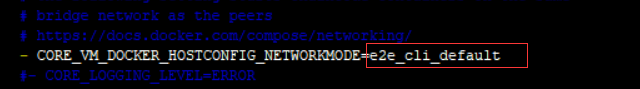 # bridge network as the peers
# https://docs.docker.com/compose/networking/
- CORE_VM_DOCKER_HOSTCONFIG_NETWORKMODE=e2e_cli_default
#- CORE_LOGGING_LEVEL=ERROR